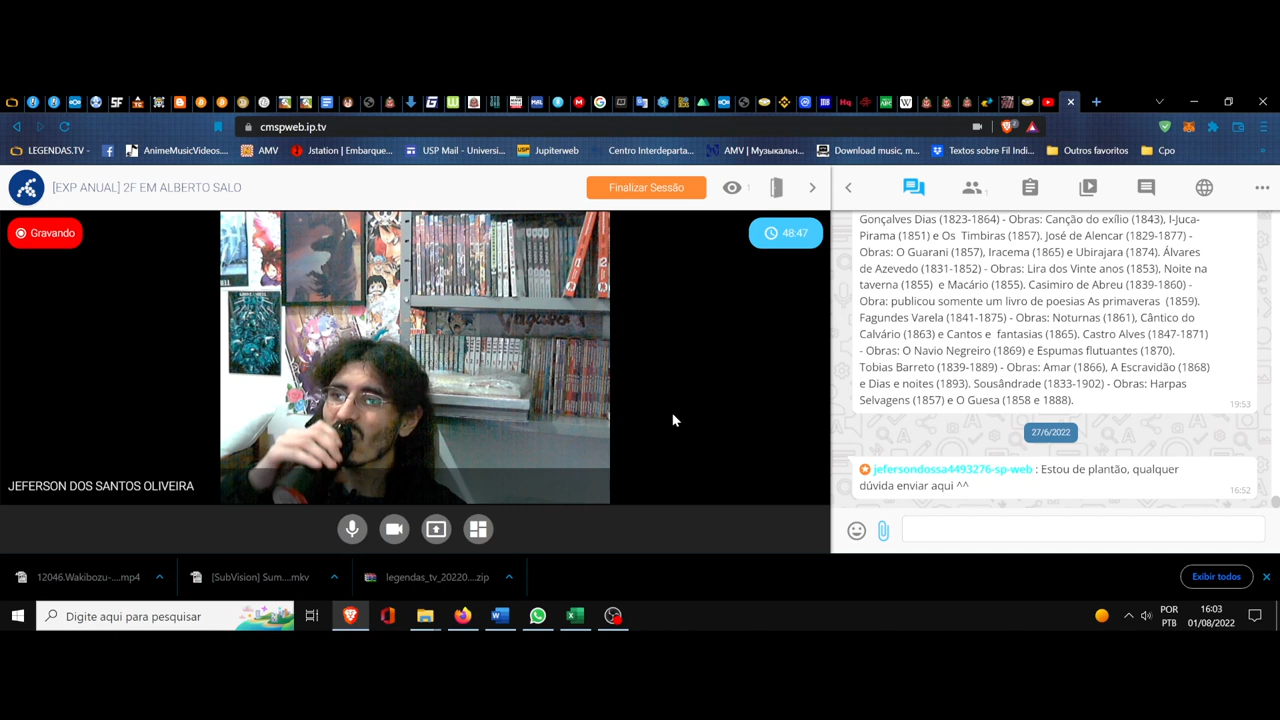 cmspweb.ip.tv
LEGENDAS.TV -
AnimeMusicVideos...
AMV
Jstation | Embarque...
USP Mail - Universi...
Jupiterweb
Centro Interdeparta...
AMV | Музыкальн...
Download music, m...
Textos sobre Fil Indi...
Outros favoritos
Cpo
[EXP ANUAL] 2F EM ALBERTO SALO
Finalizar Sessão
1
1
Gravando
48:47
JEFERSON DOS SANTOS OLIVEIRA
Gonçalves Dias (1823-1864) - Obras: Canção do exílio (1843), I-Juca-
Pirama (1851) e Os Timbiras (1857). José de Alencar (1829-1877) -
Obras: O Guarani (1857), Iracema (1865) e Ubirajara (1874). Álvares
de Azevedo (1831-1852) - Obras: Lira dos Vinte anos (1853), Noite na
taverna (1855) e Macário (1855). Casimiro de Abreu (1839-1860) -
Obra: publicou somente um livro de poesias As primaveras (1859).
Fagundes Varela (1841-1875) - Obras: Noturnas (1861), Cântico do
Calvário (1863) e Cantos e fantasias (1865). Castro Alves (1847-1871)
- Obras: O Navio Negreiro (1869) e Espumas flutuantes (1870).
Tobias Barreto (1839-1889) - Obras: Amar (1866), A Escravidão (1868)
e Dias e noites (1893). Sousândrade (1833-1902) - Obras: Harpas
Selvagens (1857) e O Guesa (1858 e 1888).
19:53
27/6/2022
jefersondossa4493276-sp-web : Estou de plantão, qualquer
dúvida enviar aqui ^^
16:52
12046.Wakibozu-....mp4
[SubVision] Sum....mkv
legendas_tv_20220....zip
Exibir todos
Digite aqui para pesquisar
POR
PTB
16:03
01/08/2022